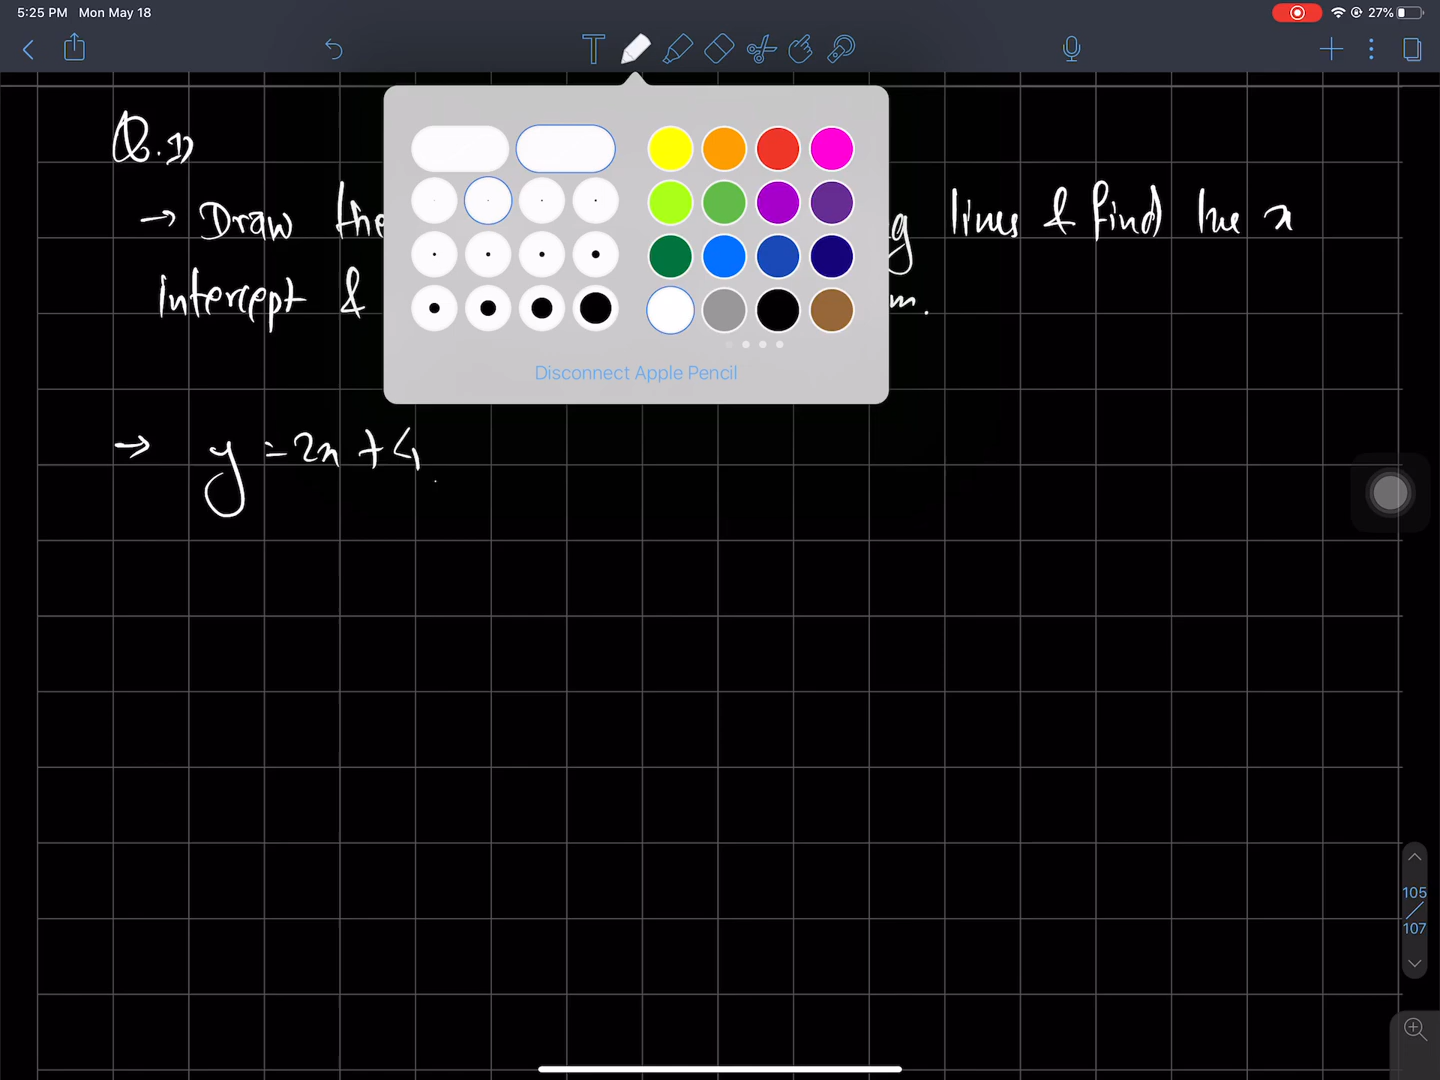 5:25 PM Mon May 18
27%
Q.1)
→ Draw the g lines & find the x
intercept & m.
Disconnect Apple Pencil
→ y = 2x + 4
105
107